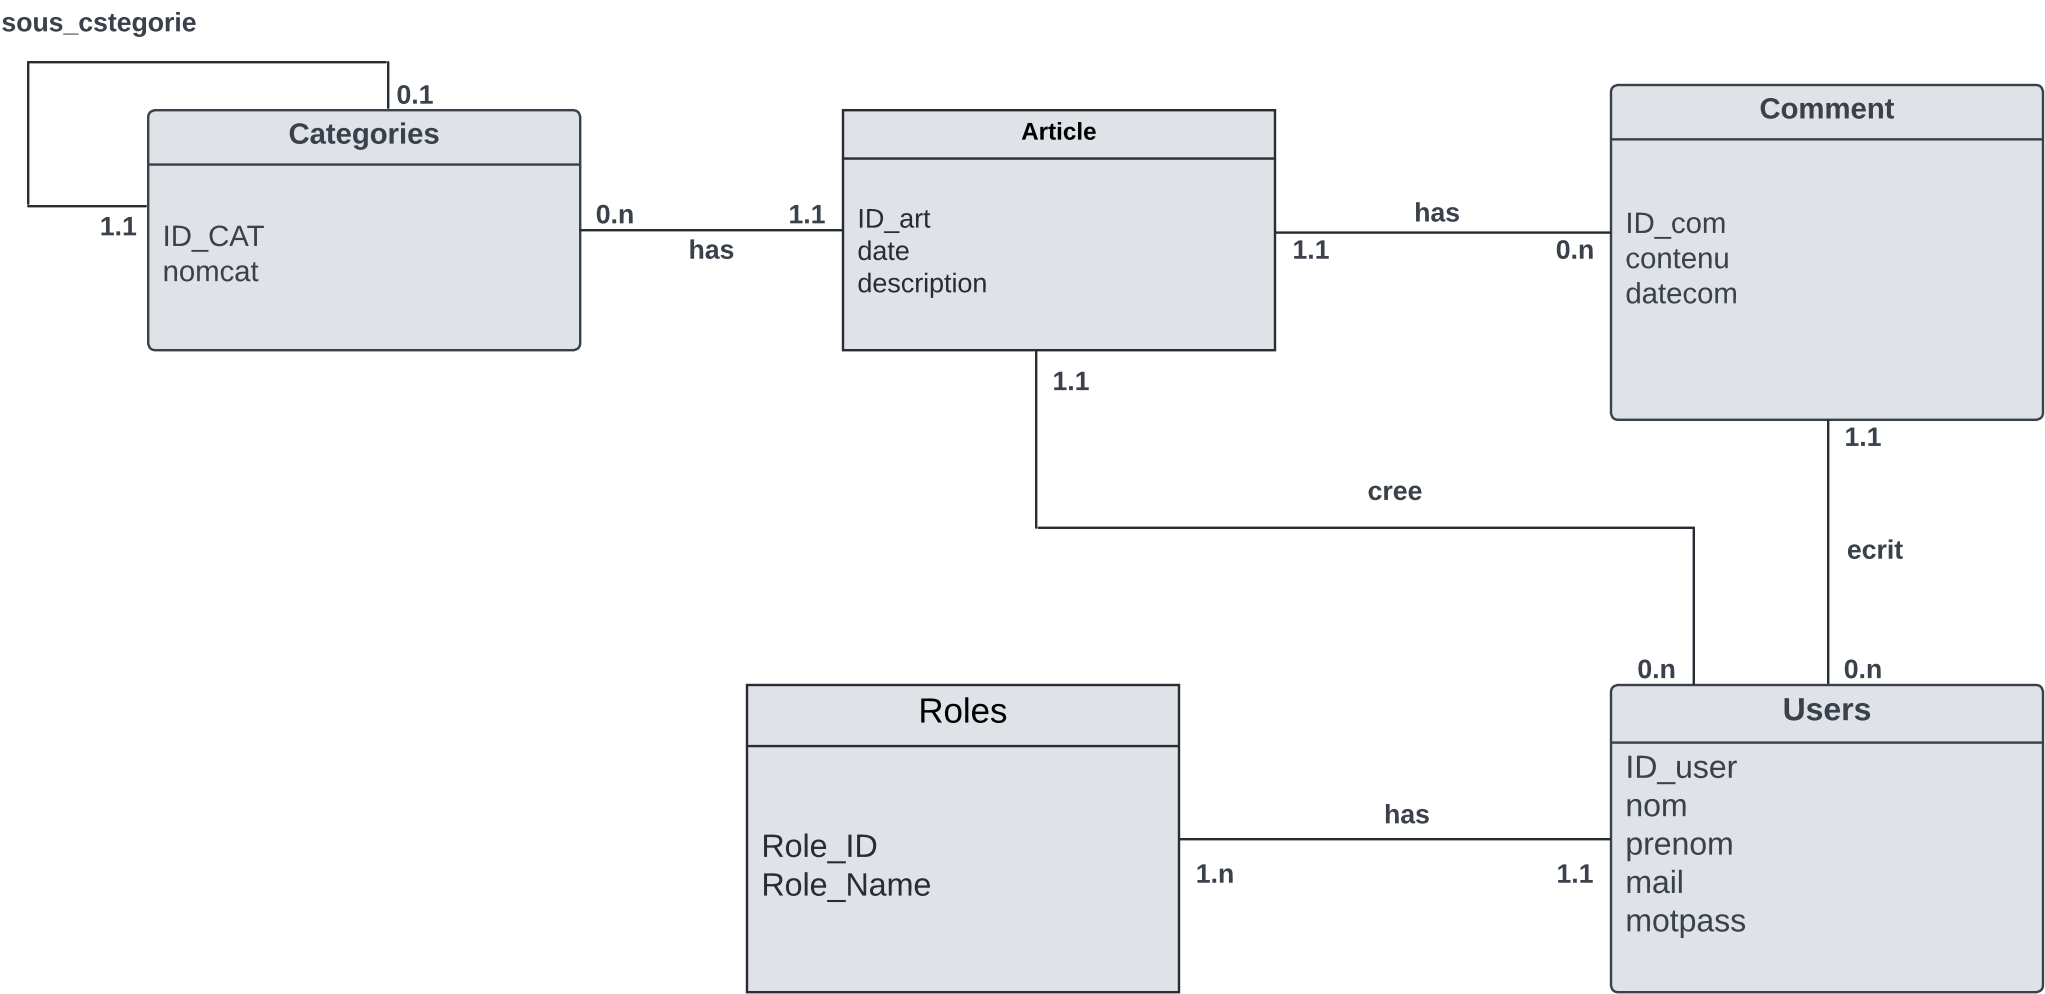 sous_cstegorie
0.1
Categories
1.1
ID_CAT
nomcat
0.n
1.1
has
Article
ID_art
date
description
has
1.1
0.n
Comment
ID_com
contenu
datecom
1.1
1.1
cree
ecrit
0.n
0.n
Roles
Role_ID
Role_Name
has
1.n
1.1
Users
ID_user
nom
prenom
mail
motpass